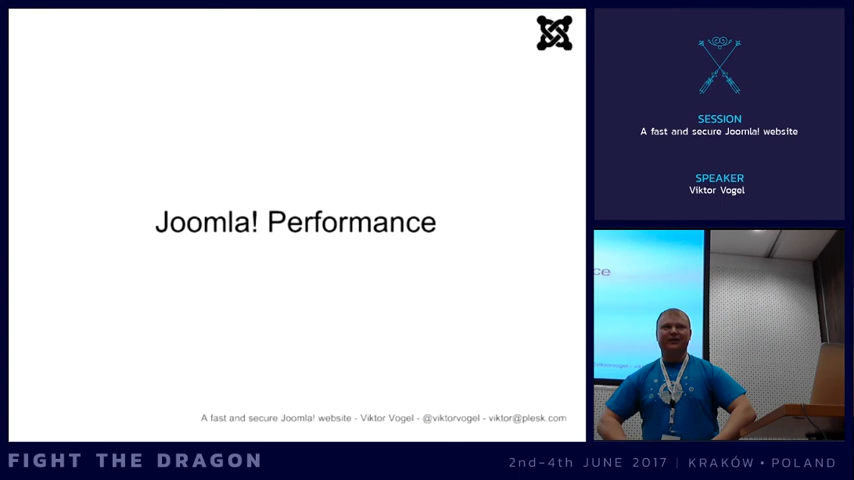 Joomla! Performance
A fast and secure Joomla! website - Viktor Vogel - @viktorvogel - viktor@plesk.com
SESSION
A fast and secure Joomla! website
SPEAKER
Viktor Vogel
ce
FIGHT THE DRAGON
2nd-4th JUNE 2017 | KRAKÓW • POLAND